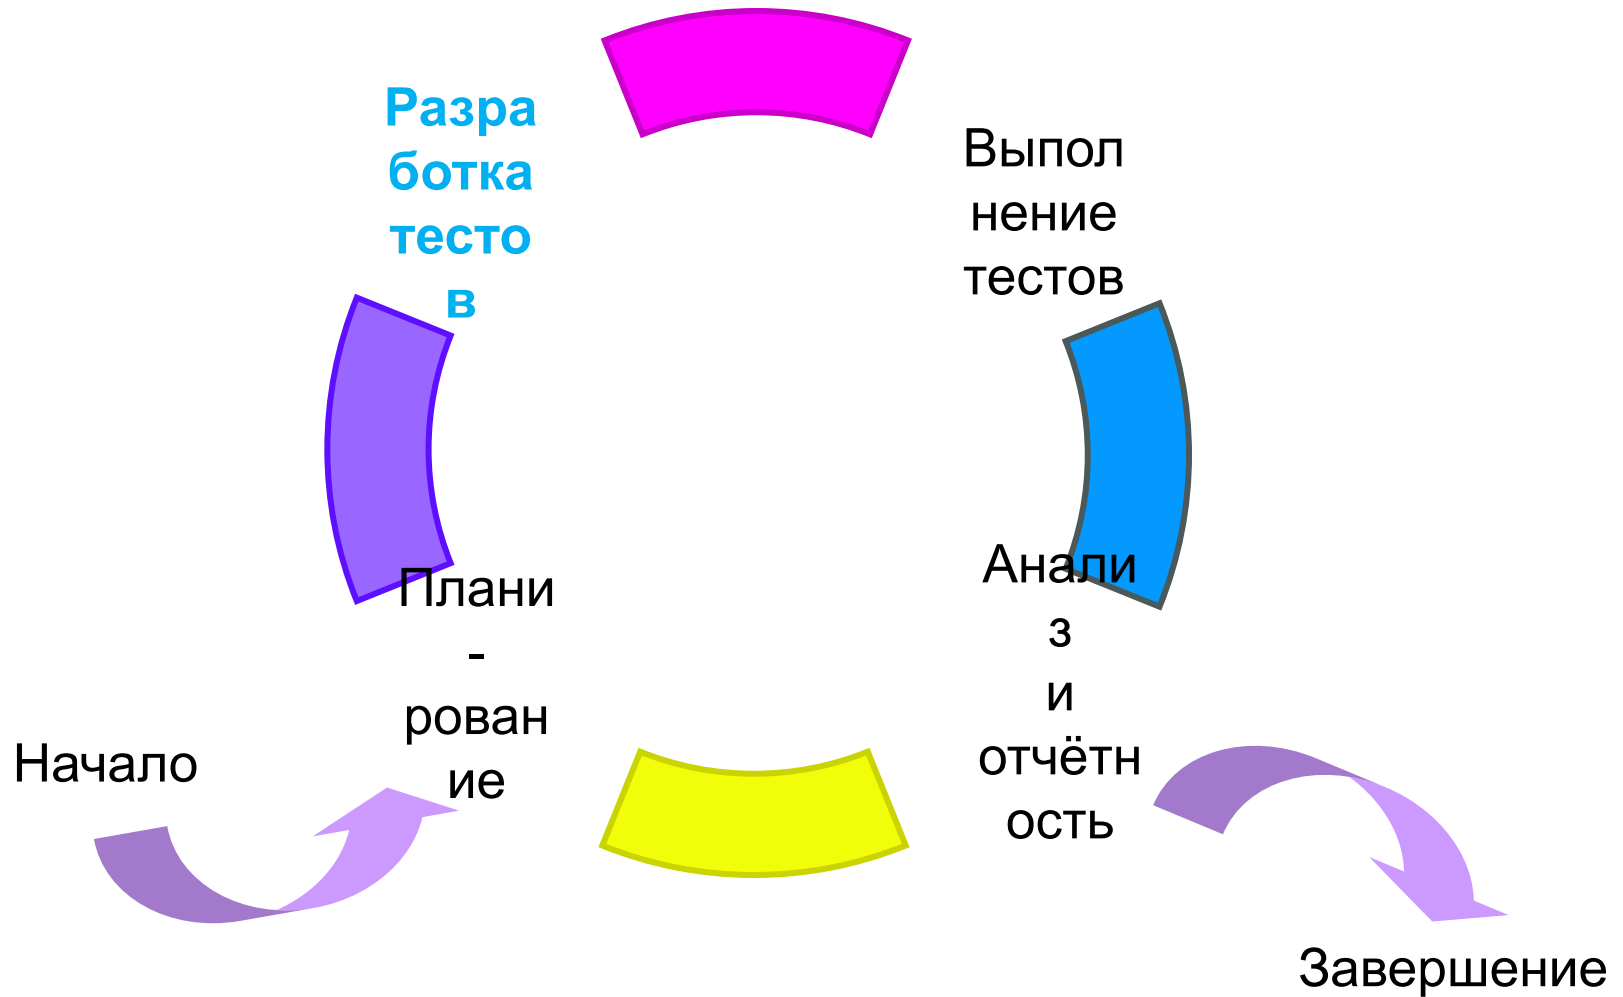 Разра
ботка
тесто
в
Выпол
нение
тестов
Плани
-
рован
ие
Анали
з
и
отчётн
ость
Начало
Завершение